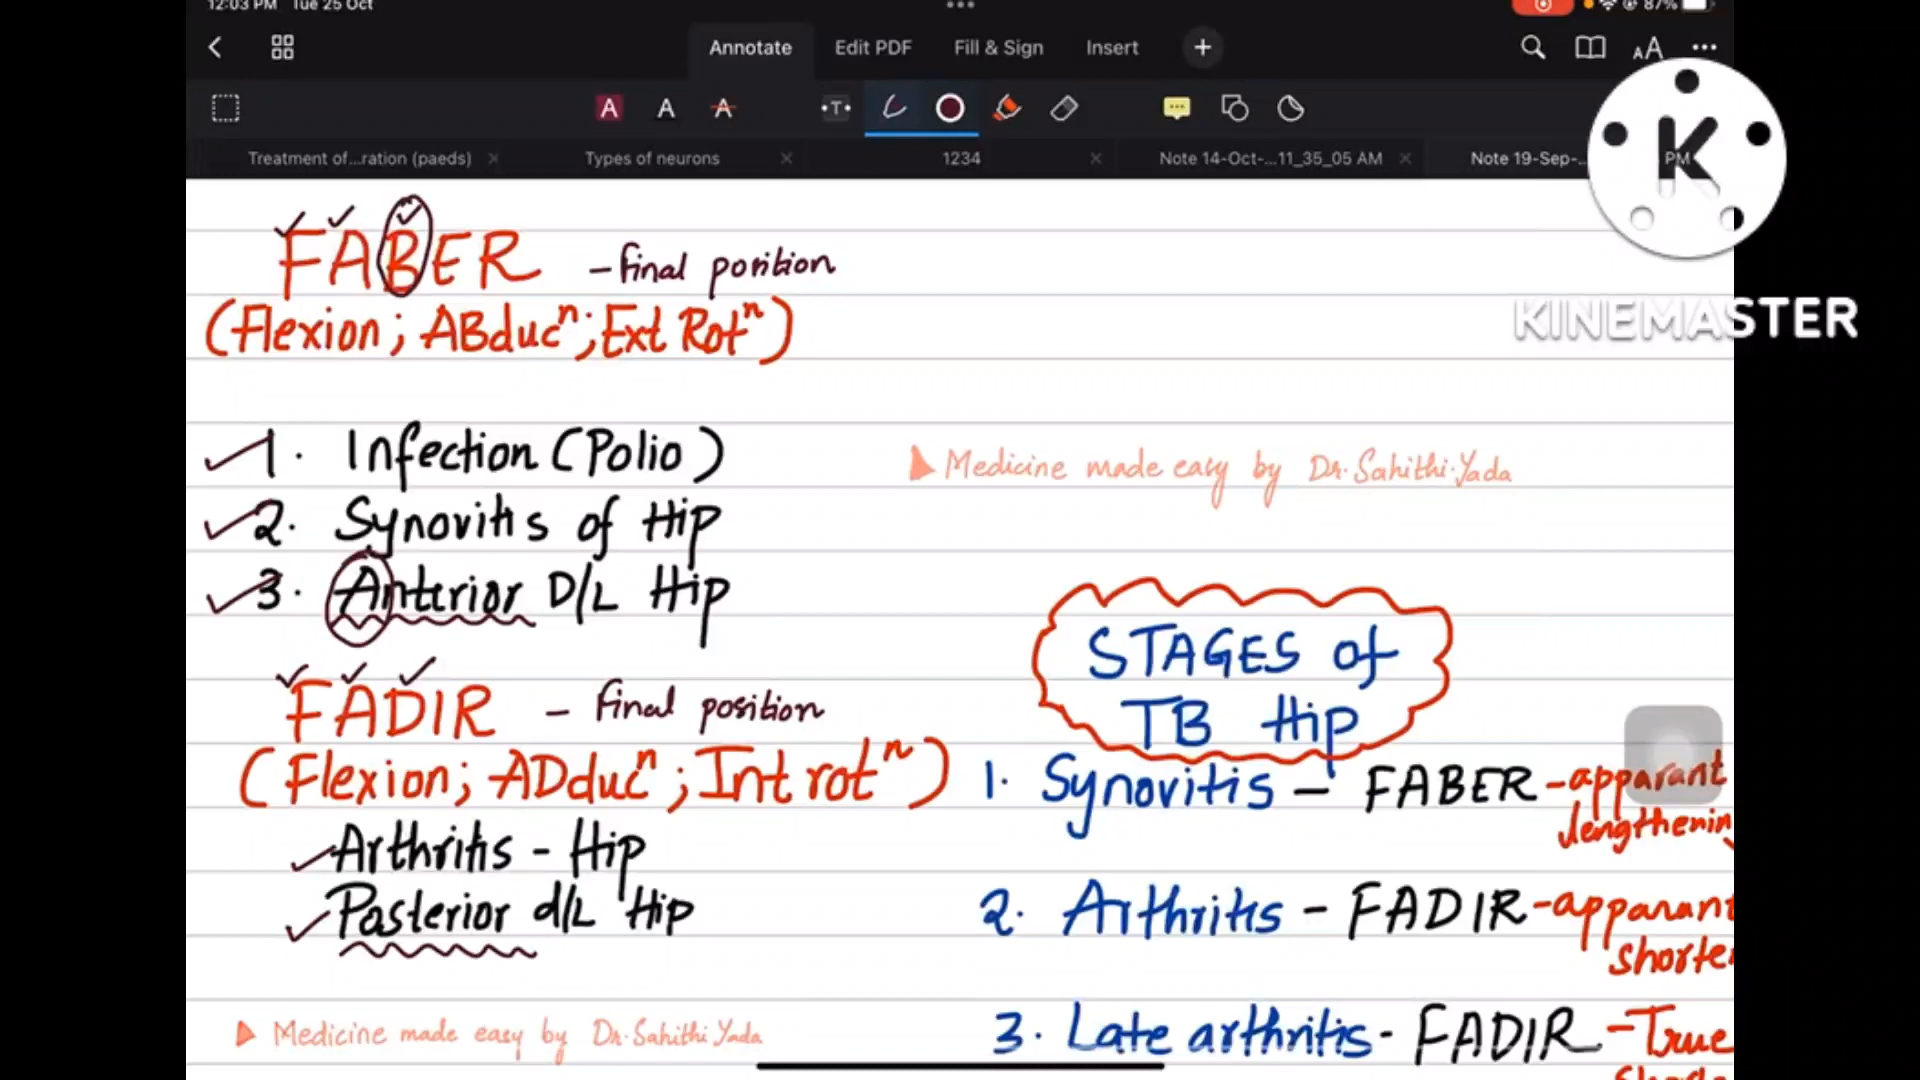 12:03 PM Tue 25 Oct
87%
Annotate Edit PDF Fill & Sign Insert
Treatment of...ration (paeds) Types of neurons 1234 Note 14-Oct-...11_35_05 AM Note 19-Sep-... PM
K
KINEMASTER
FABER - final position
(Flexion; ABducⁿ; Ext Rotⁿ)
1. Infection (Polio)
2. Synovitis of Hip
3. Anterior D/L Hip
Medicine made easy by Dr. Sahithi Yada
FADIR - final position
(Flexion; ADducⁿ; Int rotⁿ)
Arthritis - Hip
Posterior d/L Hip
Medicine made easy by Dr. Sahithi Yada
STAGES of
TB Hip
1. Synovitis - FABER - apparant
lengthenin
2. Arthritis - FADIR - apparant
shorte
3. Late arthritis - FADIR - True